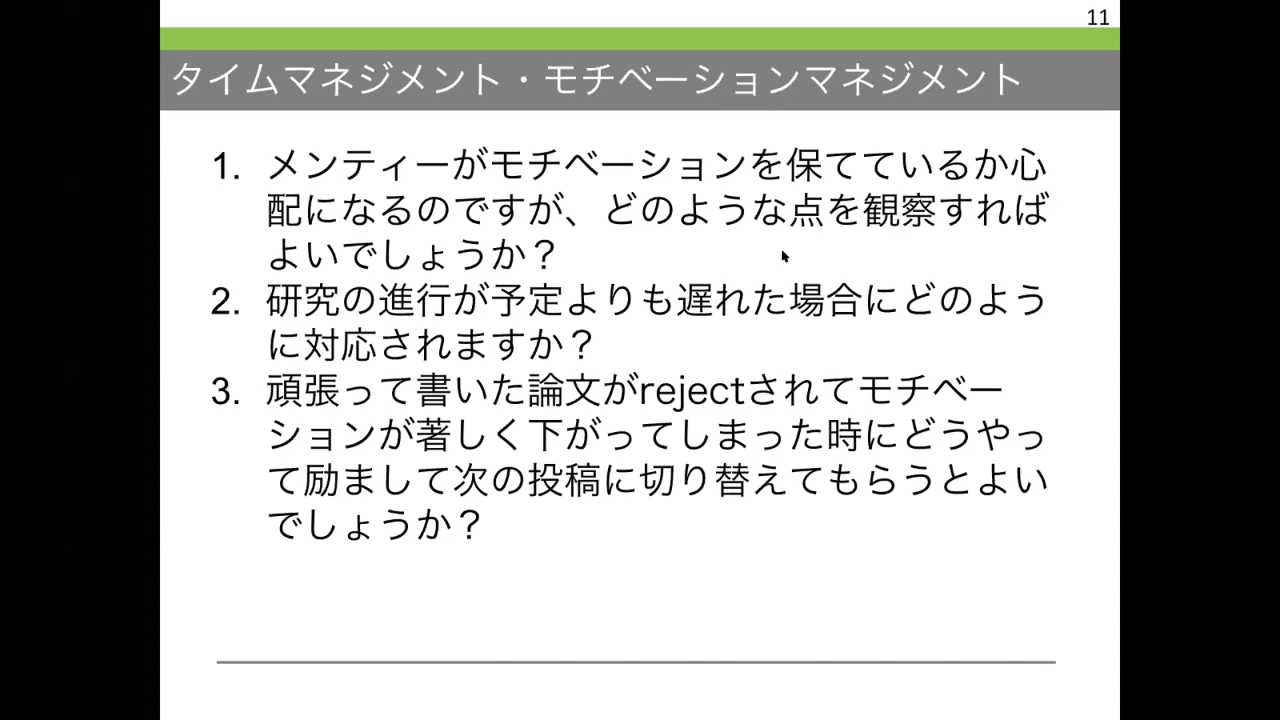 11
タイムマネジメント・モチベーションマネジメント
1. メンティーがモチベーションを保てているか心
配になるのですが、どのような点を観察すれば
よいでしょうか？
2. 研究の進行が予定よりも遅れた場合にどのよう
に対応されますか？
3. 頑張って書いた論文がrejectされてモチベー
ションが著しく下がってしまった時にどうやっ
て励まして次の投稿に切り替えてもらうとよい
でしょうか？